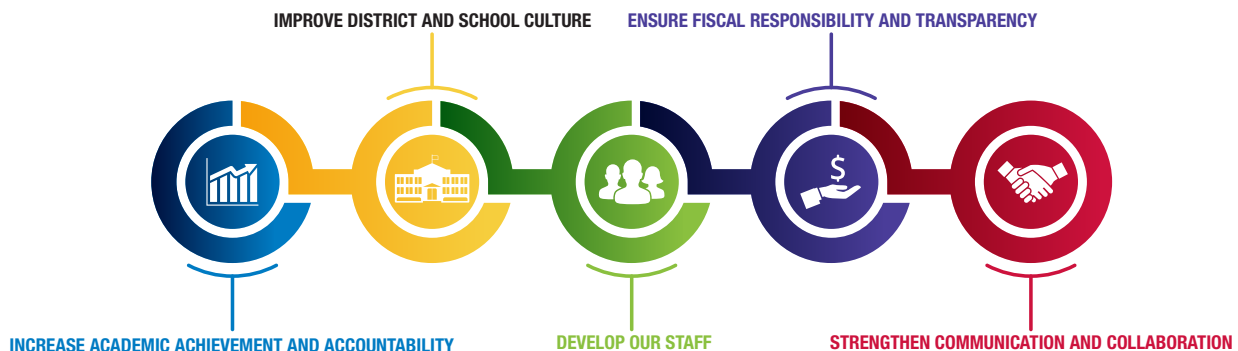 IMPROVE DISTRICT AND SCHOOL CULTURE
ENSURE FISCAL RESPONSIBILITY AND TRANSPARENCY
$
INCREASE ACADEMIC ACHIEVEMENT AND ACCOUNTABILITY
DEVELOP OUR STAFF
STRENGTHEN COMMUNICATION AND COLLABORATION